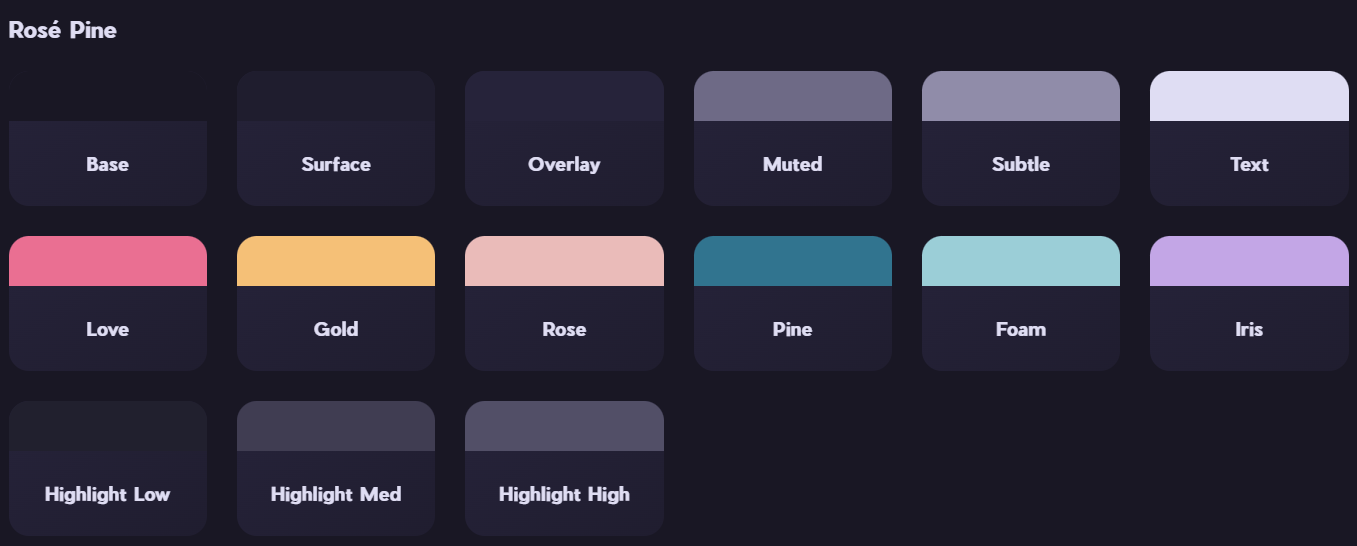 Rosé Pine
Base
Surface
Overlay
Muted
Subtle
Text
Love
Gold
Rose
Pine
Foam
Iris
Highlight Low
Highlight Med
Highlight High